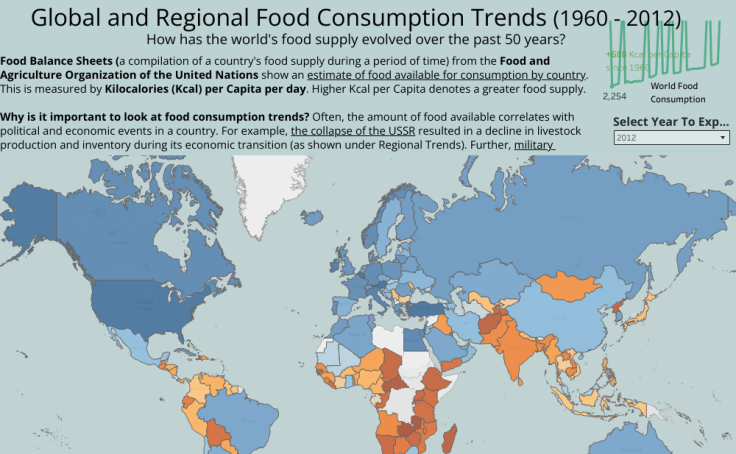 Global and Regional Food Consumption Trends (1960 - 2012)
How has the world's food supply evolved over the past 50 years?
Food Balance Sheets (a compilation of a country's food supply during a period of time) from the Food and
Agriculture Organization of the United Nations show an estimate of food available for consumption by country.
This is measured by Kilocalories (Kcal) per Capita per day. Higher Kcal per Capita denotes a greater food supply.
Why is it important to look at food consumption trends? Often, the amount of food available correlates with
political and economic events in a country. For example, the collapse of the USSR resulted in a decline in livestock
production and inventory during its economic transition (as shown under Regional Trends). Further, military
Kcal per Capita
since 1960
2,254
World Food
Consumption
Select Year To Exp...
2012